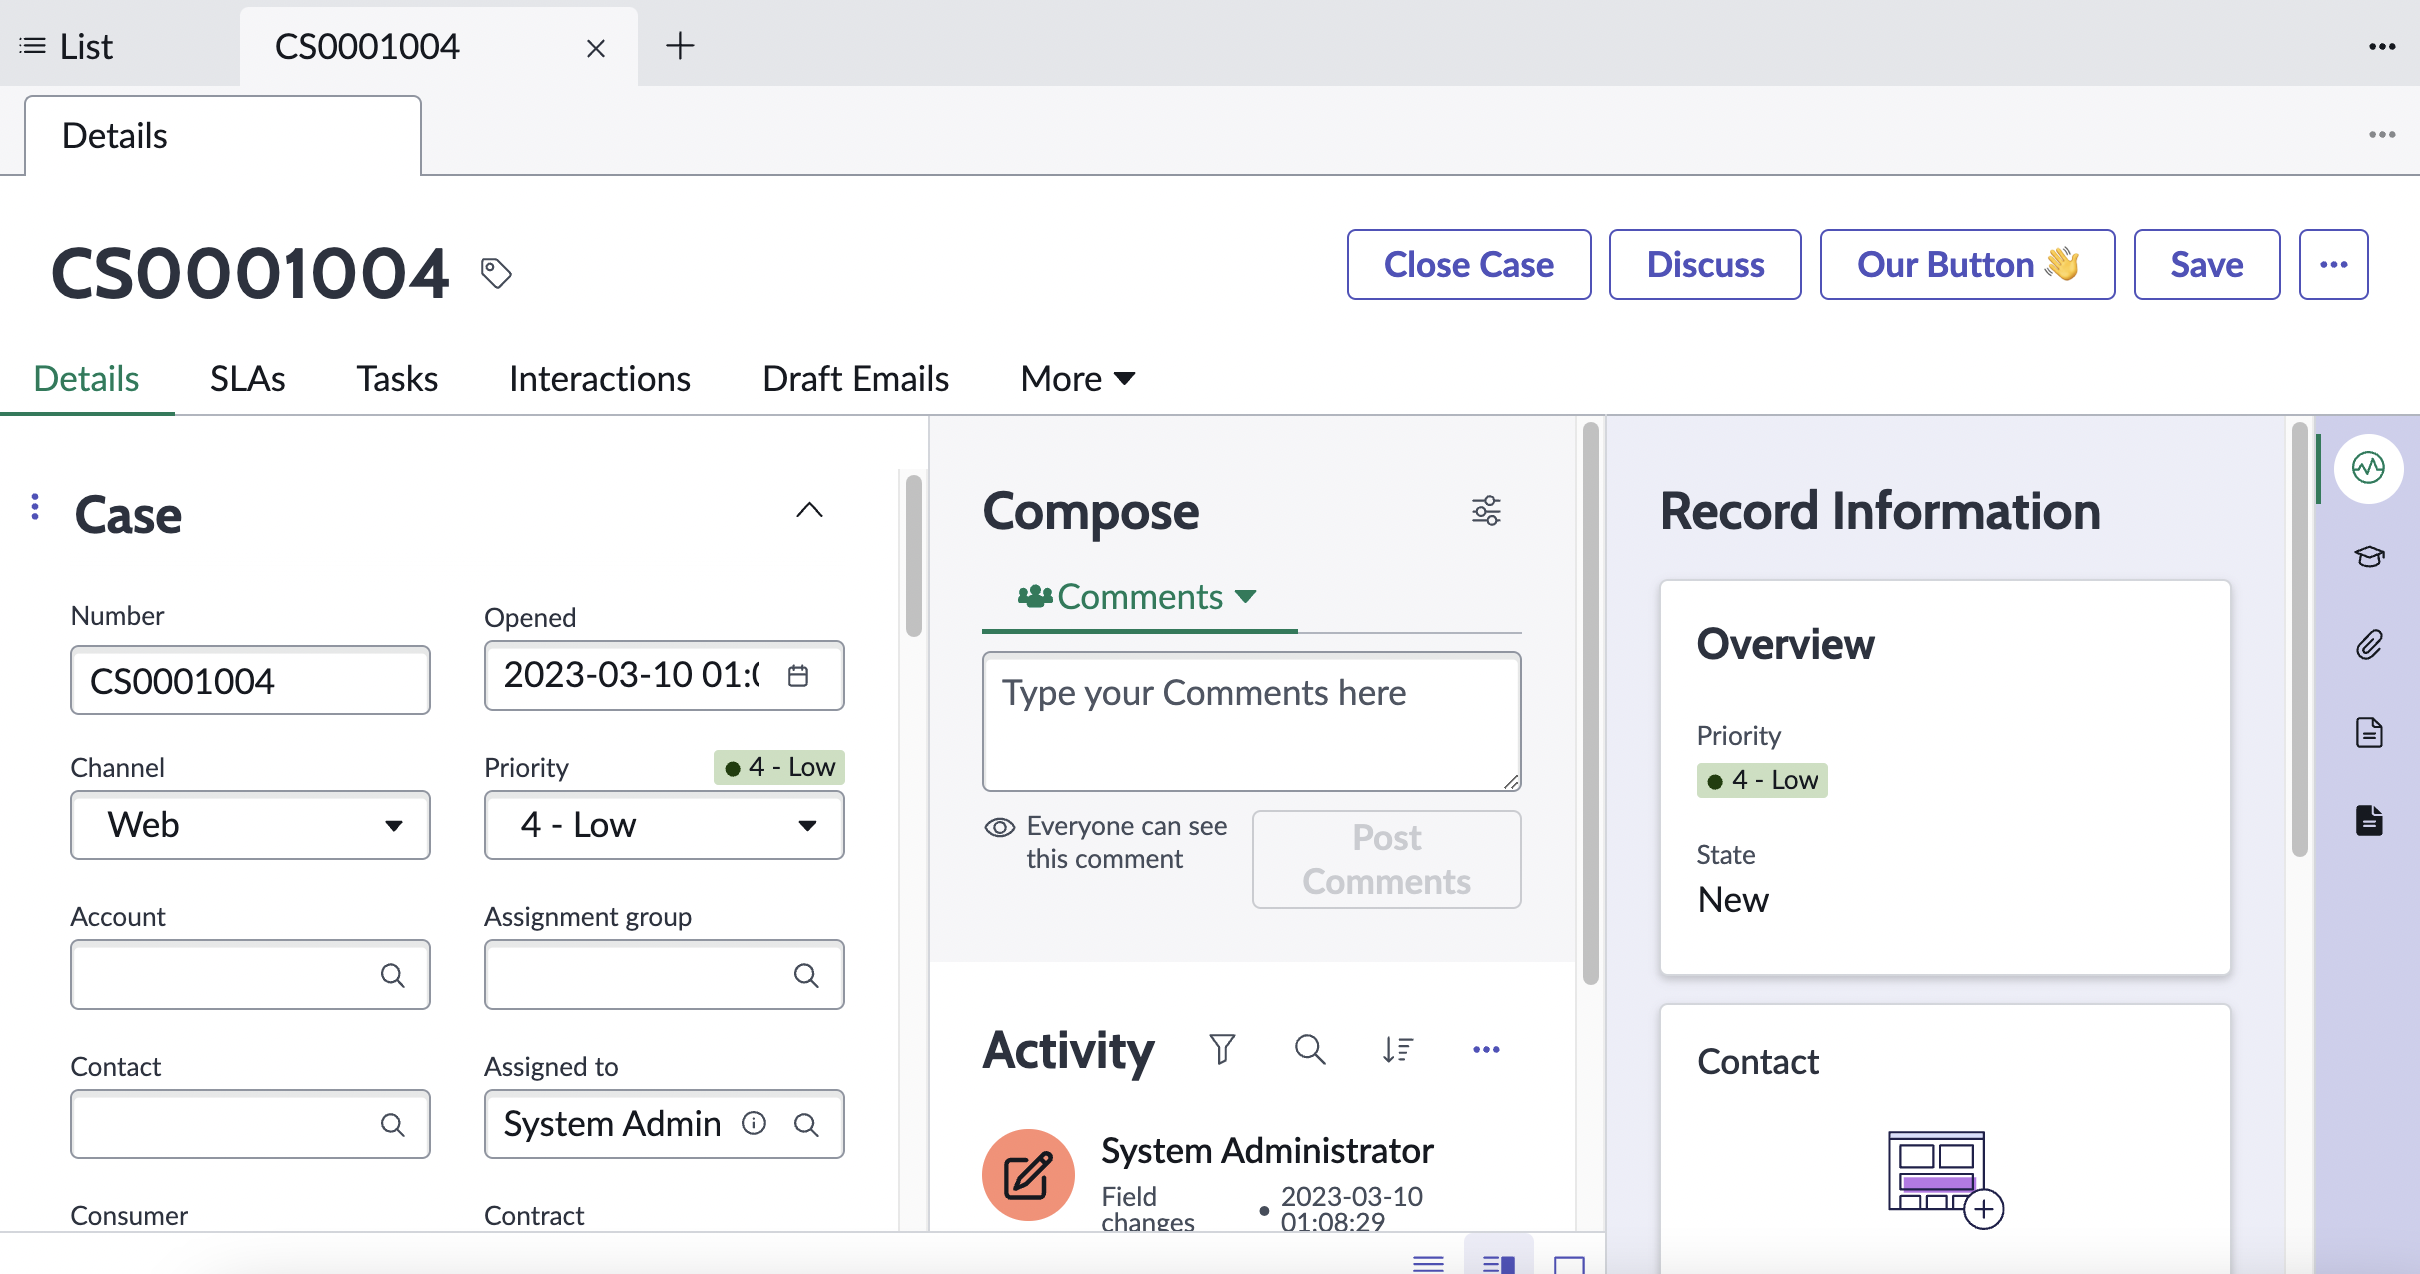 List
CS0001004
Details
CS0001004
Close Case
Discuss
Our Button 👋
Save
Details
SLAs
Tasks
Interactions
Draft Emails
More
Case
Number
CS0001004
Opened
2023-03-10 01:0
Channel
Web
Priority
4 - Low
4 - Low
Account
Assignment group
Contact
Assigned to
System Admin
Consumer
Contract
Compose
Comments
Type your Comments here
Everyone can see
this comment
Post
Comments
Activity
System Administrator
Field
changes
• 2023-03-10
01:08:29
Record Information
Overview
Priority
4 - Low
State
New
Contact